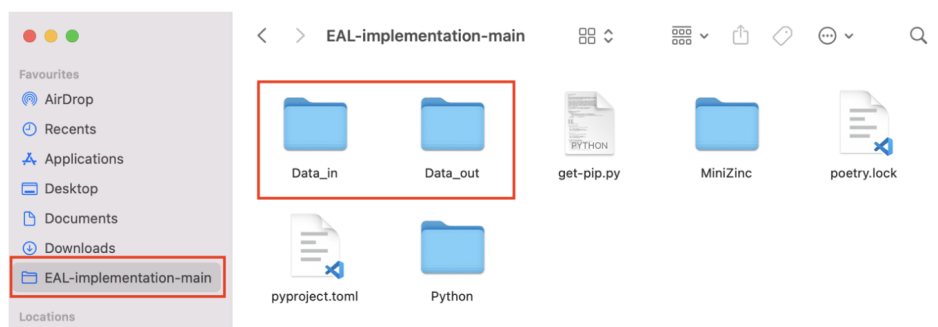 EAL-implementation-main
Favourites
AirDrop
Recents
Applications
Desktop
Documents
Downloads
EAL-implementation-main
Locations
Data_in
Data_out
PYTHON
get-pip.py
MiniZinc
poetry.lock
pyproject.toml
Python